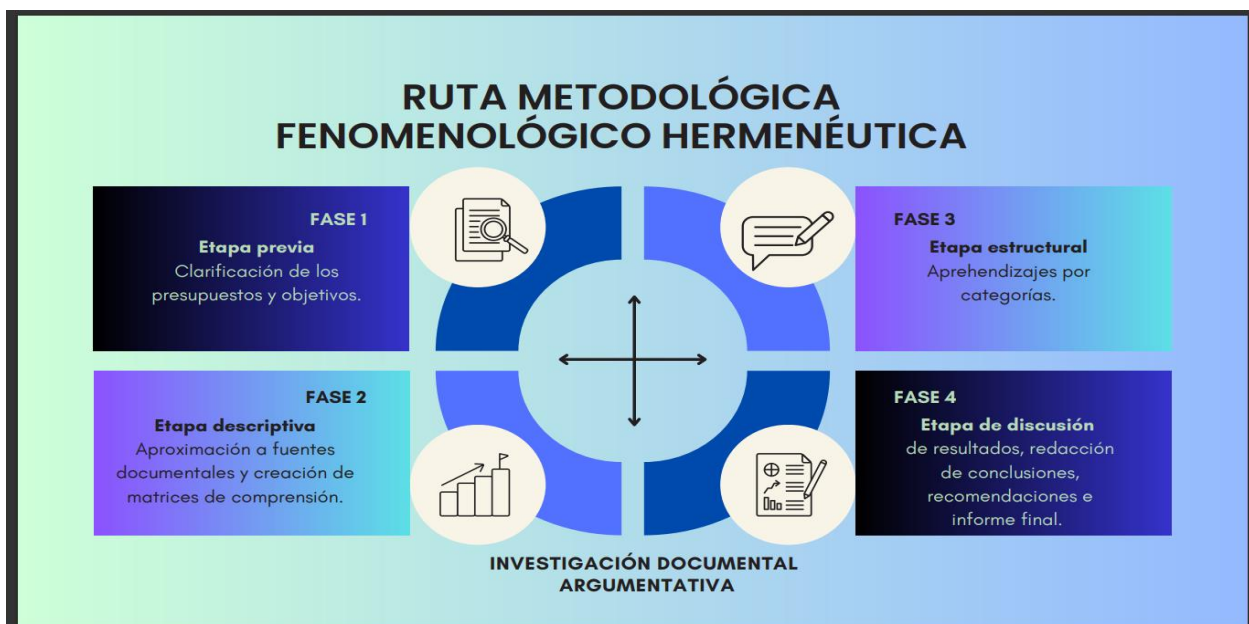 RUTA METODOLÓGICA
FENOMENOLÓGICO HERMENÉUTICA
FASE 1
Etapa previa
Clarificación de los
presupuestos y objetivos.
FASE 2
Etapa descriptiva
Aproximación a fuentes
documentales y creación de
matrices de comprensión.
FASE 3
Etapa estructural
Aprehendizajes por
categorías.
FASE 4
Etapa de discusión
de resultados, redacción
de conclusiones,
recomendaciones e
informe final.
INVESTIGACIÓN DOCUMENTAL
ARGUMENTATIVA